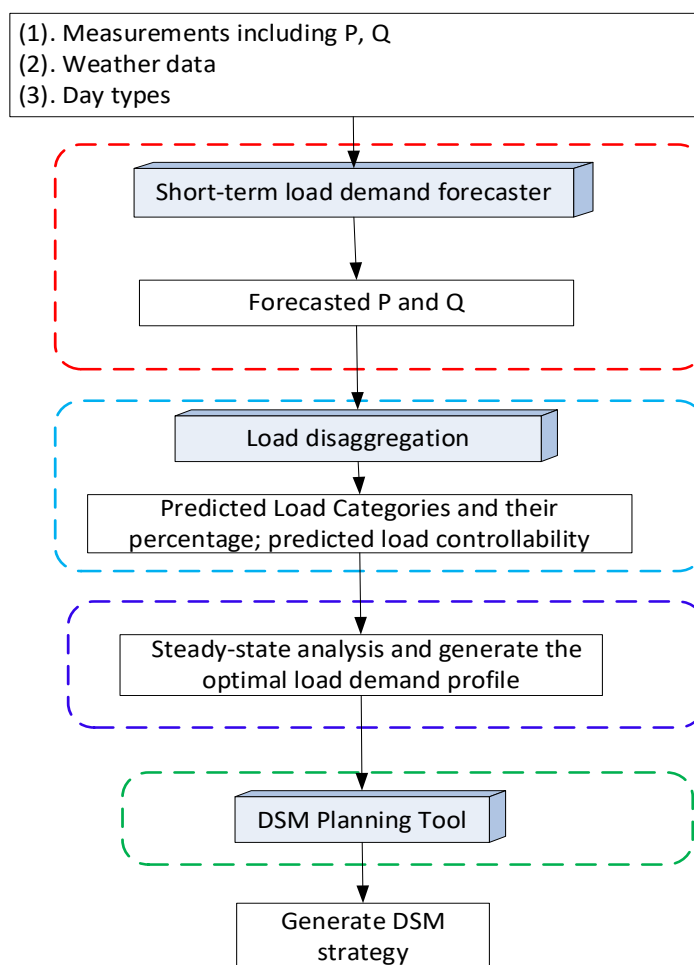 (1). Measurements including P, Q
(2). Weather data
(3). Day types
Short-term load demand forecaster
Forecasted P and Q
Load disaggregation
Predicted Load Categories and their
percentage; predicted load controllability
Steady-state analysis and generate the
optimal load demand profile
DSM Planning Tool
Generate DSM
strategy